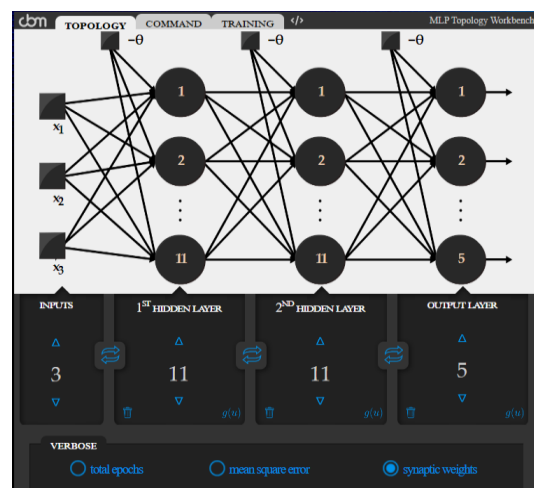 cbm TOPOLOGY COMMAND TRAINING </> MLP Topology Workbench
-θ -θ -θ
1 1 1
x1
2 2 2
x2
11 11 5
x3
INPUTS 1ST HIDDEN LAYER 2ND HIDDEN LAYER OUTPUT LAYER
3 11 11 5
g(u) g(u) g(u)
VERBOSE
total epochs mean square error synaptic weights